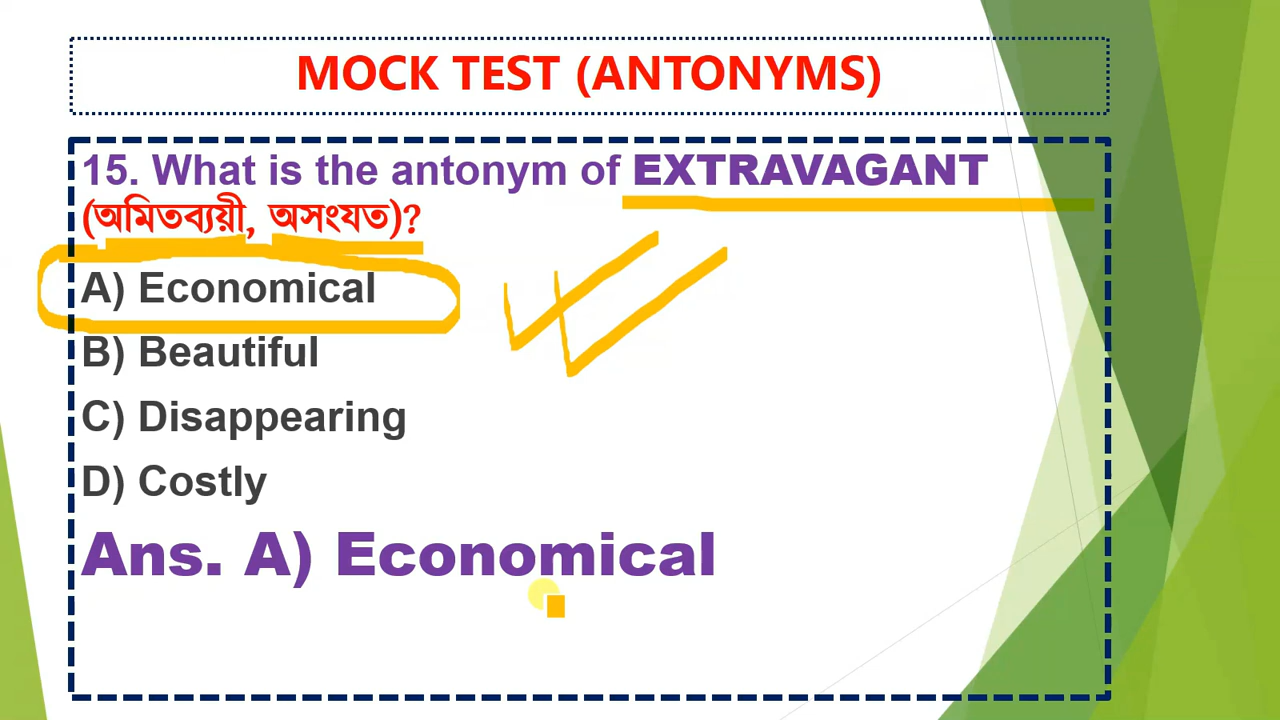 MOCK TEST (ANTONYMS)
15. What is the antonym of EXTRAVAGANT
(অমিতব্যয়ী, অসংযত)?
A) Economical
B) Beautiful
C) Disappearing
D) Costly
Ans. A) Economical